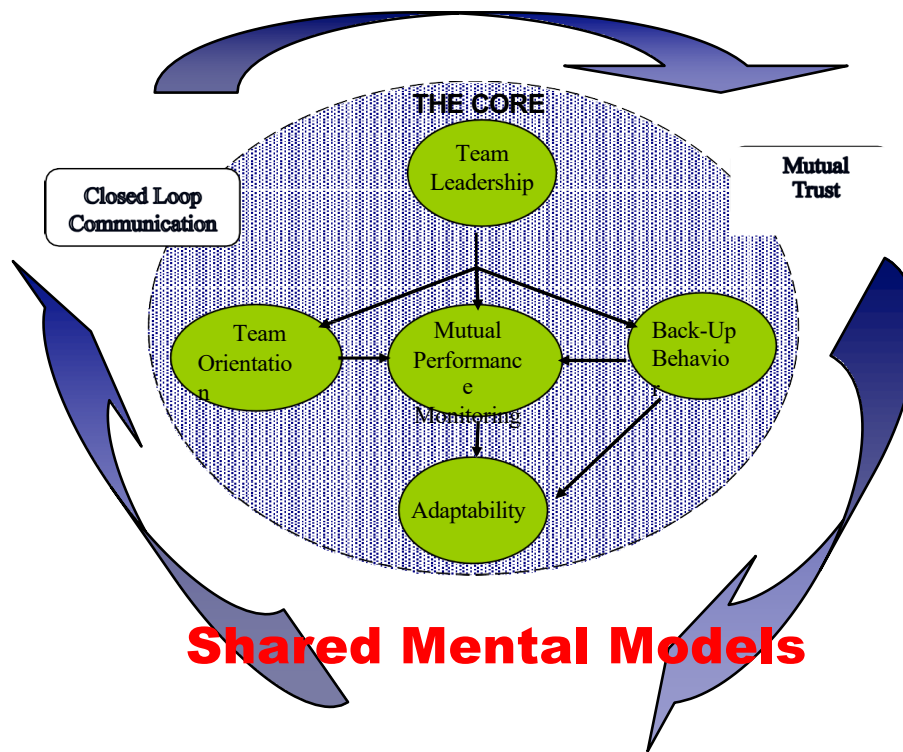 THE CORE
Team
Leadership
Mutual
Trust
Closed Loop
Communication
Team
Orientatio
n
Mutual
Performanc
e
Monitoring
Back-Up
Behavio
r
Adaptability
Shared Mental Models